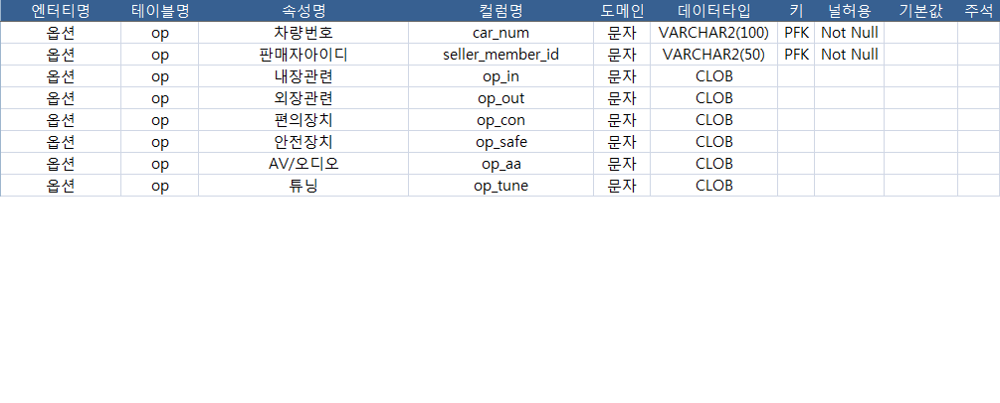 엔터티명 테이블명 속성명 컬럼명 도메인 데이터타입 키 널허용 기본값 주석
옵션 op 차량번호 car_num 문자 VARCHAR2(100) PFK Not Null
옵션 op 판매자아이디 seller_member_id 문자 VARCHAR2(50) PFK Not Null
옵션 op 내장관련 op_in 문자 CLOB
옵션 op 외장관련 op_out 문자 CLOB
옵션 op 편의장치 op_con 문자 CLOB
옵션 op 안전장치 op_safe 문자 CLOB
옵션 op AV/오디오 op_aa 문자 CLOB
옵션 op 튜닝 op_tune 문자 CLOB